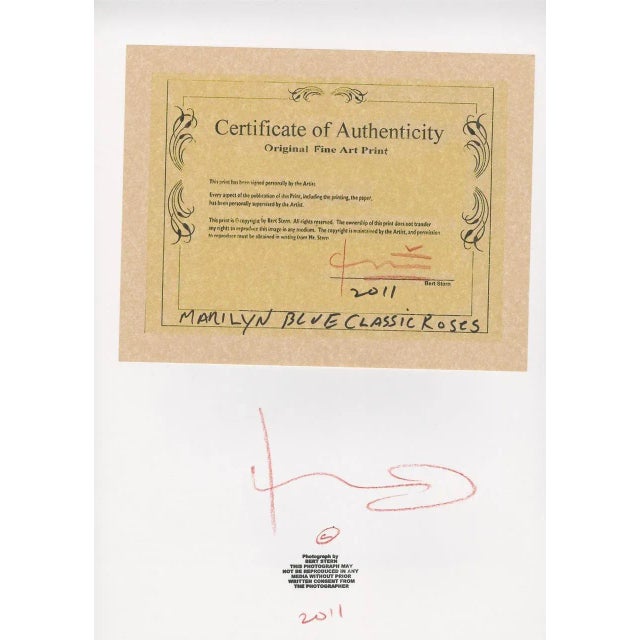 Certificate of Authenticity
Original Fine Art Print
This print has been signed personally by the Artist.
Every aspect of the publication of this Print, including the printing, the paper,
has been personally supervised by the Artist.
This print is © copyright by Bert Stern. All rights reserved. The ownership of this print does not transfer
any rights to reproduce this image in any medium. The copyright is maintained by the Artist, and permission
to reproduce must be obtained in writing from Mr. Stern.
Bert Stern
2011
MARILYN BLUE CLASSIC ROSES
©
Photograph by
BERT STERN
THIS PHOTOGRAPH MAY
NOT BE REPRODUCED IN ANY
MEDIA WITHOUT PRIOR
WRITTEN CONSENT FROM
THE PHOTOGRAPHER
2011